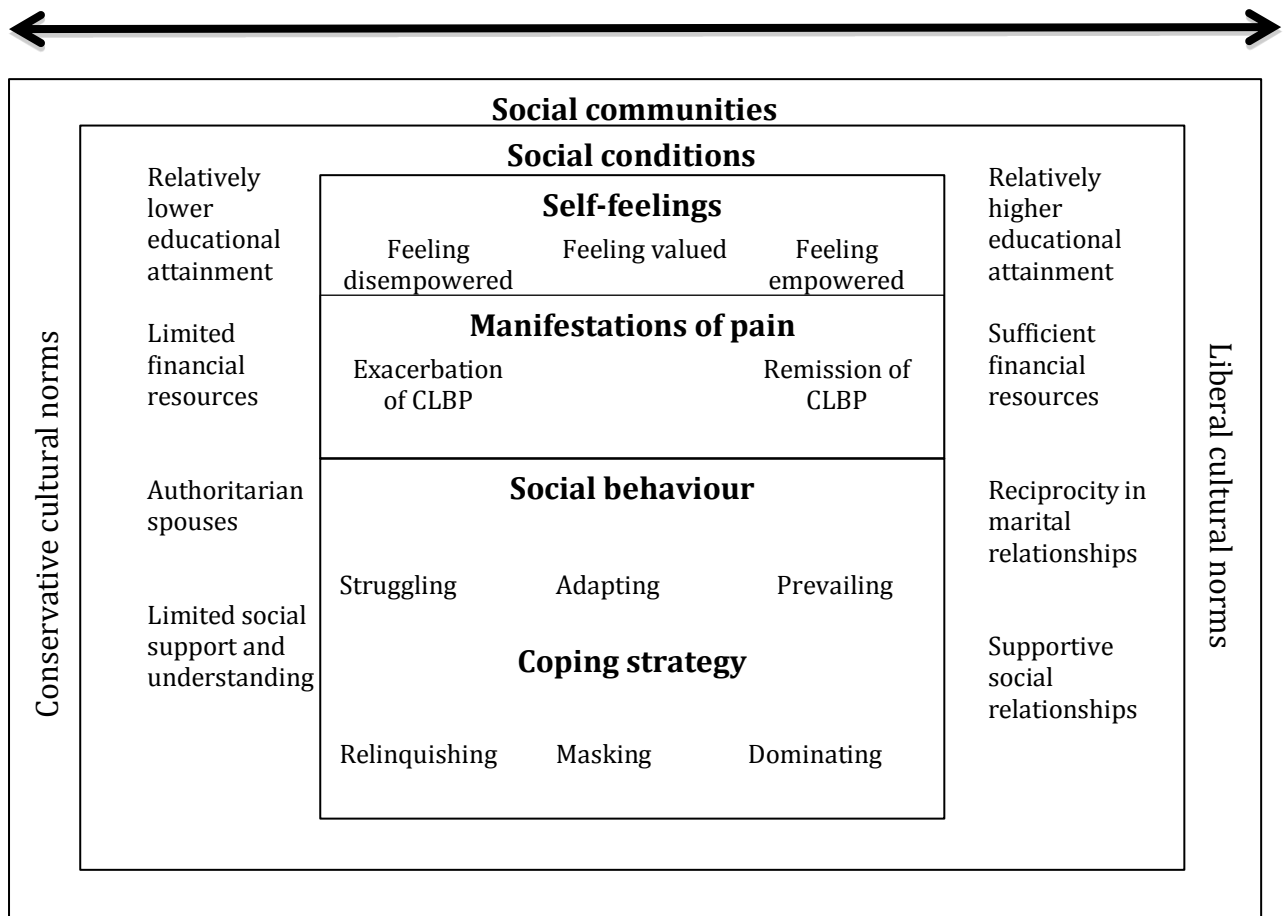 Social communities
Social conditions
Conservative cultural norms
Relatively
lower
educational
attainment
Limited
financial
resources
Authoritarian
spouses
Limited social
support and
understanding
Self-feelings
Feeling
disempowered
Feeling valued
Feeling
empowered
Manifestations of pain
Exacerbation
of CLBP
Remission of
CLBP
Social behaviour
Struggling
Adapting
Prevailing
Coping strategy
Relinquishing
Masking
Dominating
Relatively
higher
educational
attainment
Sufficient
financial
resources
Reciprocity in
marital
relationships
Supportive
social
relationships
Liberal cultural norms